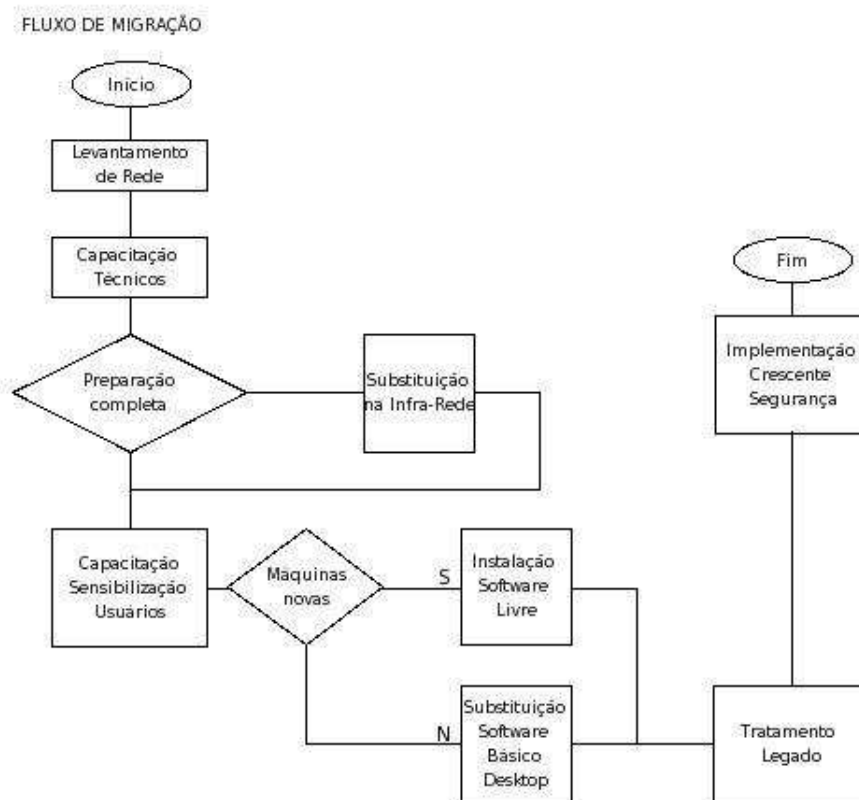 FLUXO DE MIGRAÇÃO
Início
Levantamento
de Rede
Capacitação
Técnicos
Preparação
completa
Substituição
na Infra-Rede
Capacitação
Sensibilização
Usuários
Maquinas
novas
S
Instalação
Software
Livre
N
Substituição
Software
Básico
Desktop
Tratamento
Legado
Implementação
Crescente
Segurança
Fim